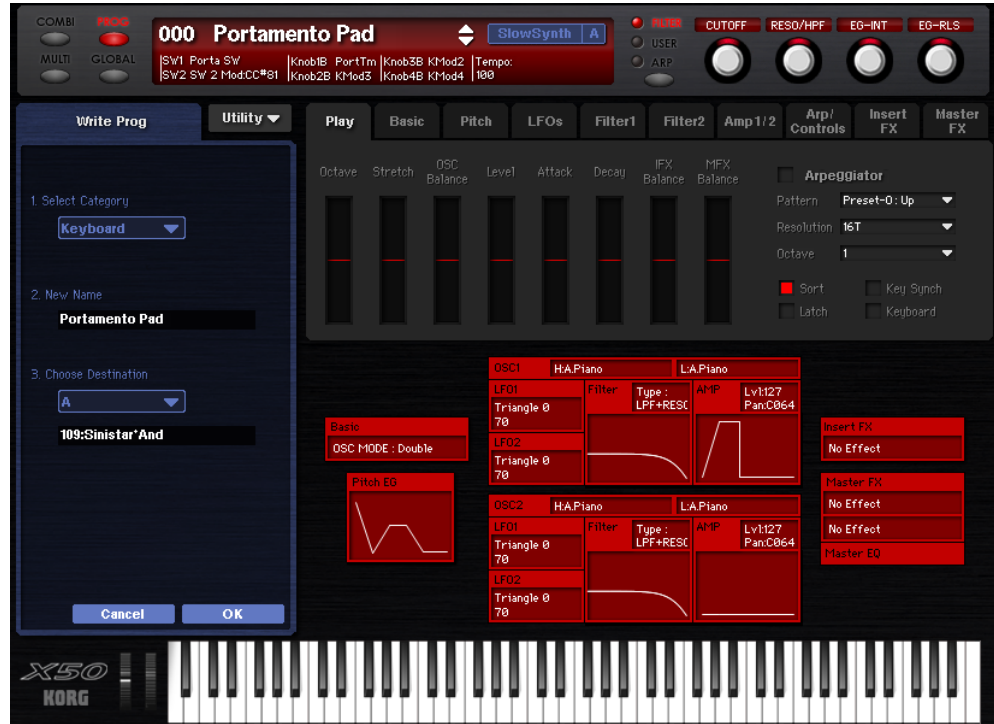 COMBI PROG
MULTI GLOBAL
000 Portamento Pad SlowSynth A
SW1 Porta SW Knob1B PortTm Knob3B KMod2 Tempo:
SW2 SW 2 Mod:CC#81 Knob2B KMod3 Knob4B KMod4 100
FILTER
USER
ARP
CUTOFF RESO/HPF EG-INT EG-RLS
Write Prog Utility
Play Basic Pitch LFOs Filter1 Filter2 Amp1/2 Arp/Controls Insert FX Master FX
1. Select Category
Keyboard
2. New Name
Portamento Pad
3. Choose Destination
A
109:Sinistar*And
Cancel OK
Octave Stretch OSC Balance Level Attack Decay IFX Balance MFX Balance
Arpeggiator
Pattern Preset-0:Up
Resolution 16T
Octave 1
Sort Key Synch
Latch Keyboard
Basic
OSC MODE : Double
Pitch EG
OSC1 H:A.Piano L:A.Piano
LFO1
Triangle 0
70
LFO2
Triangle 0
70
Filter Type :
LPF+RESC
AMP Lv1:127
Pan:C064
OSC2 H:A.Piano L:A.Piano
LFO1
Triangle 0
70
LFO2
Triangle 0
70
Filter Type :
LPF+RESC
AMP Lv1:127
Pan:C064
Insert FX
No Effect
Master FX
No Effect
No Effect
Master EQ
X50
KORG